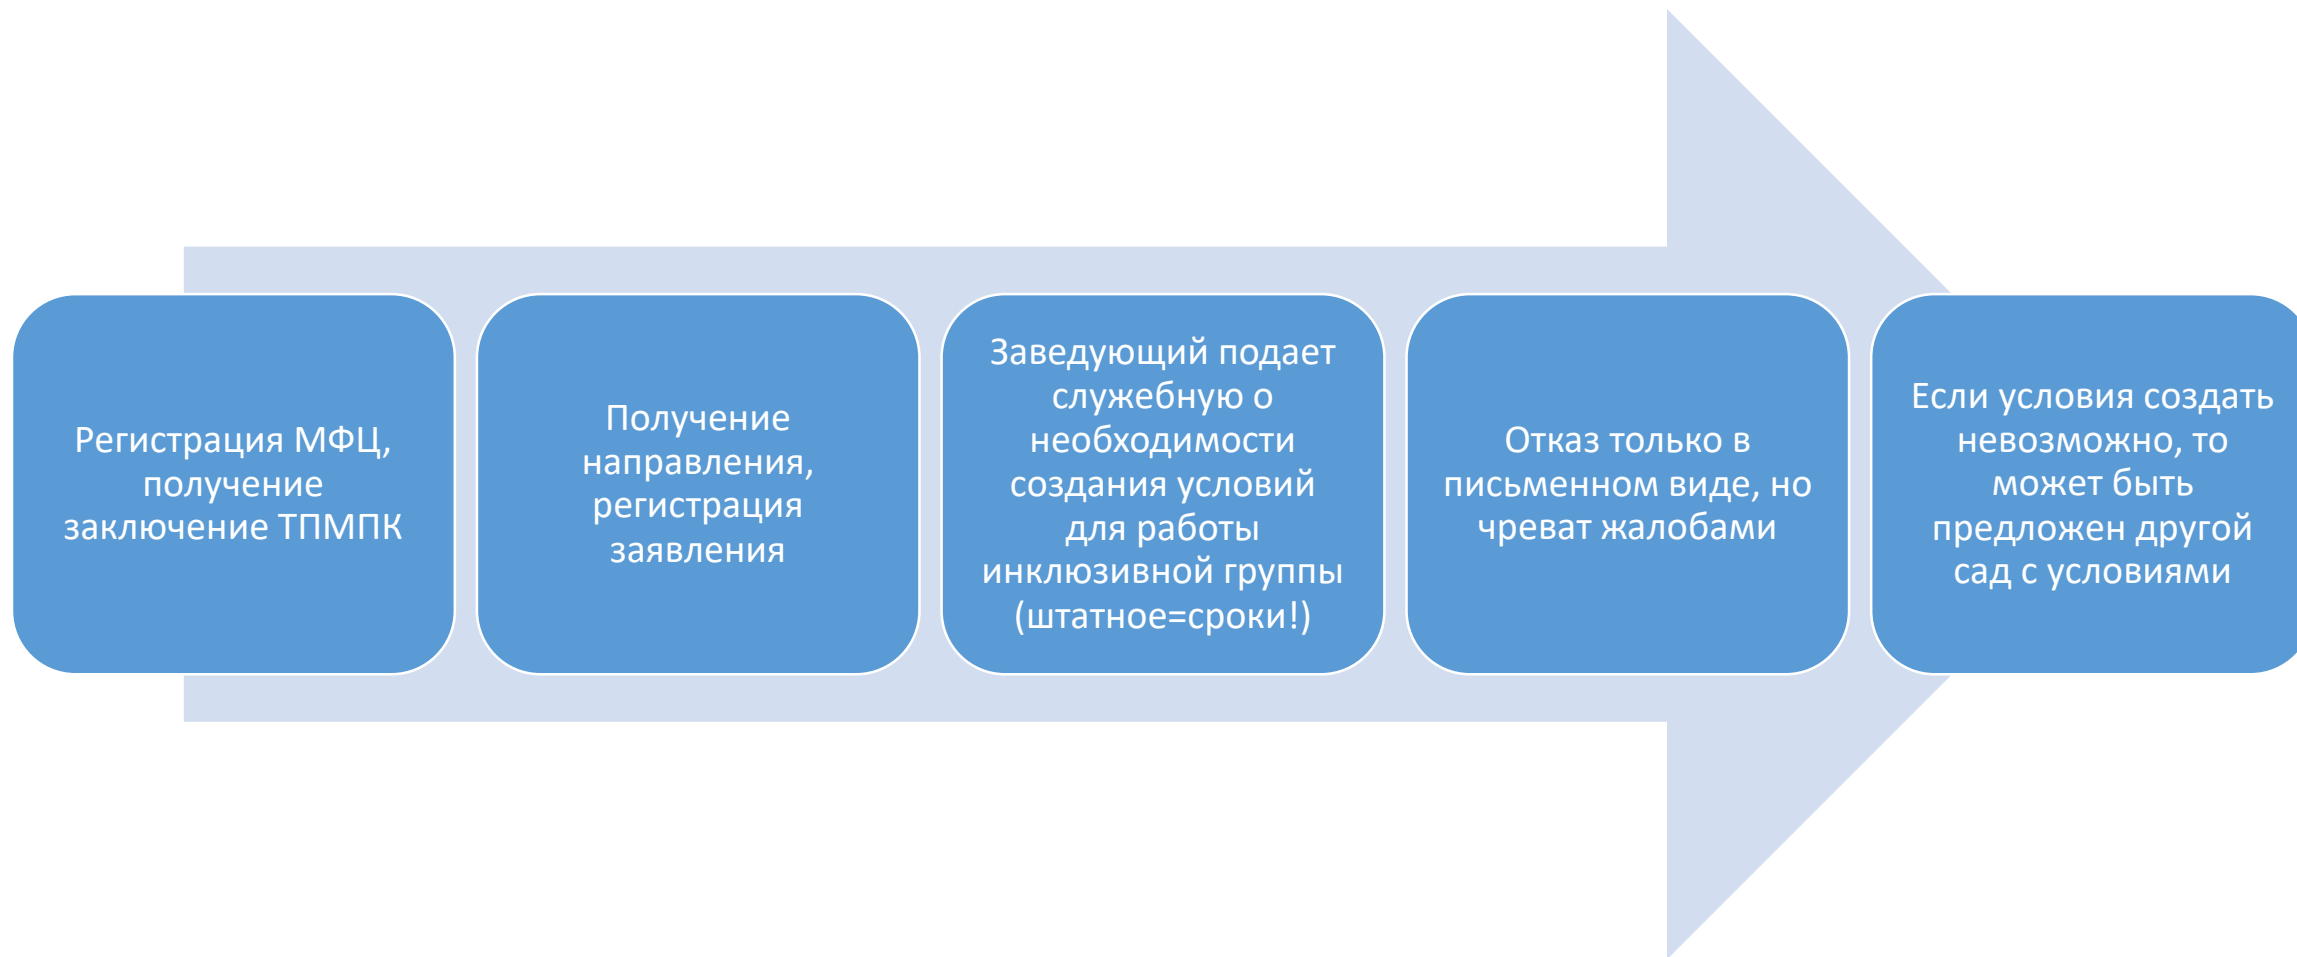 Регистрация МФЦ,
получение
заключение ТПМПК
Получение
направления,
регистрация
заявления
Заведующий подает
служебную о
необходимости
создания условий
для работы
инклюзивной группы
(штатное=сроки!)
Отказ только в
письменном виде, но
чреват жалобами
Если условия создать
невозможно, то
может быть
предложен другой
сад с условиями